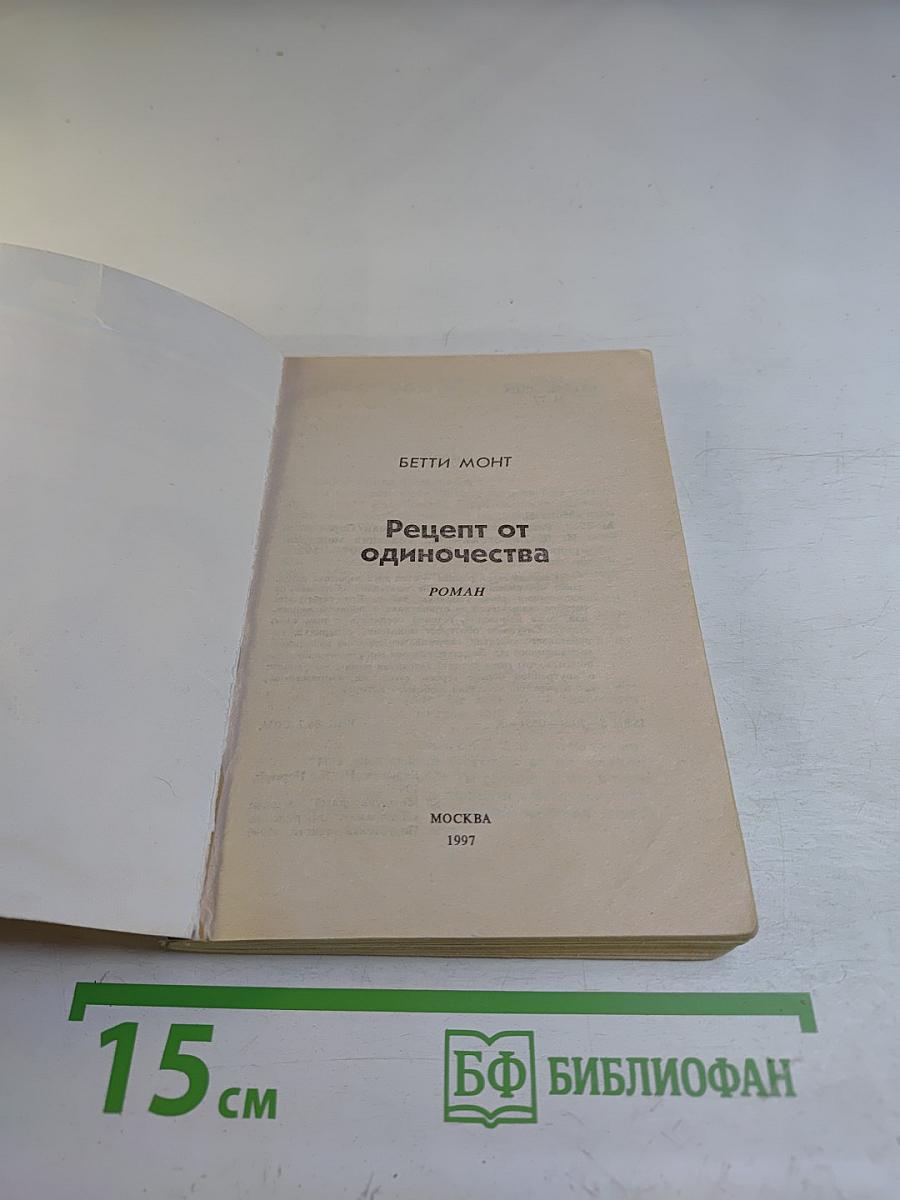 БЕТТИ МОНТ
Рецепт от
одиночества
РОМАН
МОСКВА
1997
15 см
БФ БИБЛИОФАН